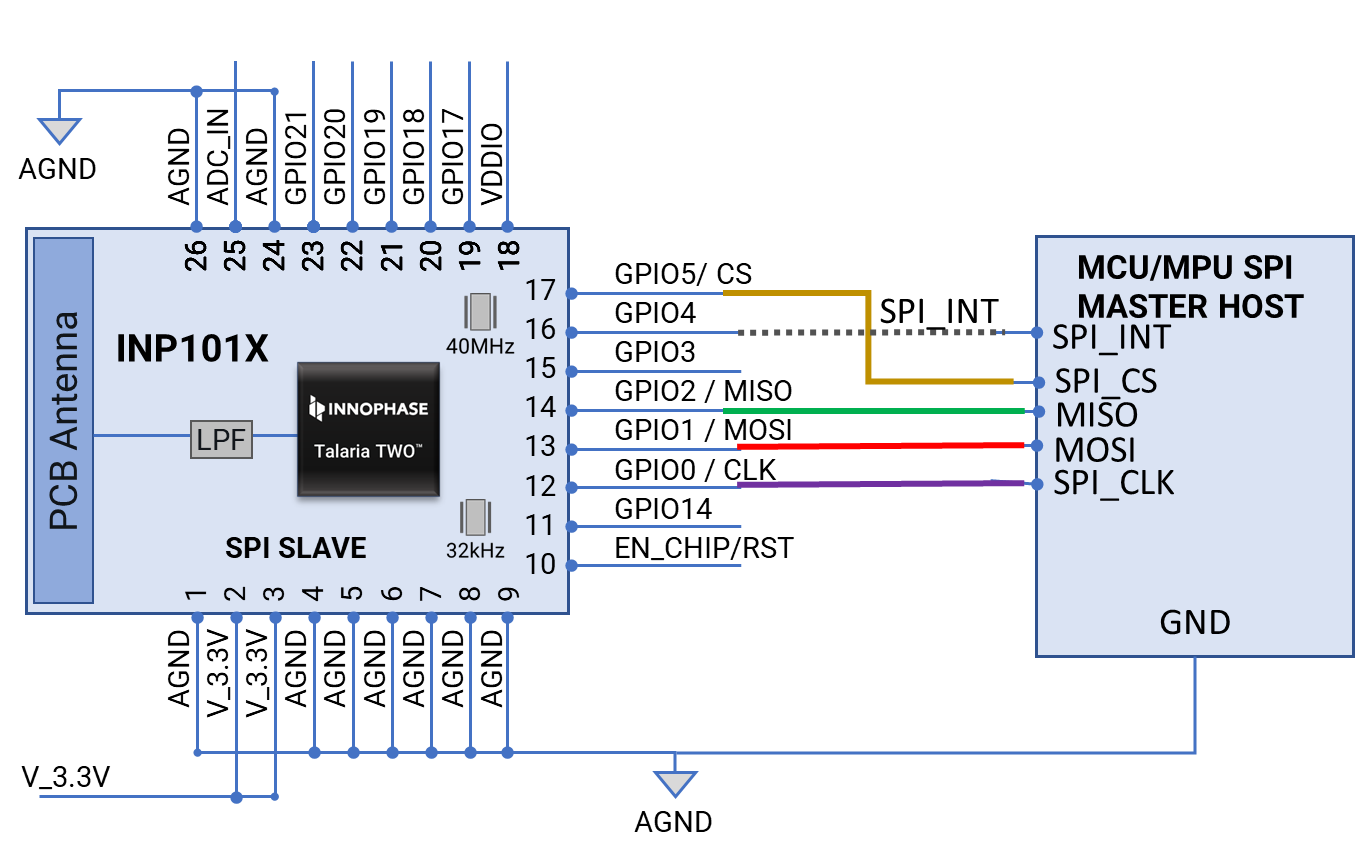 AGND
AGND
ADC_IN
AGND
GPIO21
GPIO20
GPIO19
GPIO18
GPIO17
VDDIO
26
25
24
23
22
21
20
19
18
PCB Antenna
INP101X
LPF
40MHz
INNOPHASE
Talaria TWO™
32kHz
SPI SLAVE
17
GPIO5/ CS
16
GPIO4
15
GPIO3
14
GPIO2 / MISO
13
GPIO1 / MOSI
12
GPIO0 / CLK
11
GPIO14
10
EN_CHIP/RST
SPI_INT
MCU/MPU SPI
MASTER HOST
SPI_INT
SPI_CS
MISO
MOSI
SPI_CLK
GND
1
2
3
4
5
6
7
8
9
AGND
V_3.3V
V_3.3V
AGND
AGND
AGND
AGND
AGND
AGND
V_3.3V
AGND